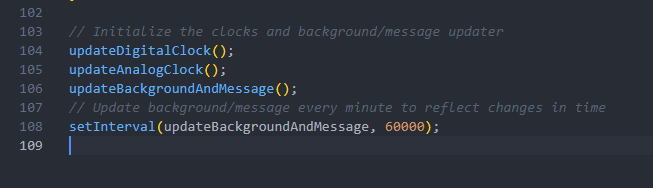 102
103 // Initialize the clocks and background/message updater
104 updateDigitalClock();
105 updateAnalogClock();
106 updateBackgroundAndMessage();
107 // Update background/message every minute to reflect changes in time
108 setInterval(updateBackgroundAndMessage, 60000);
109